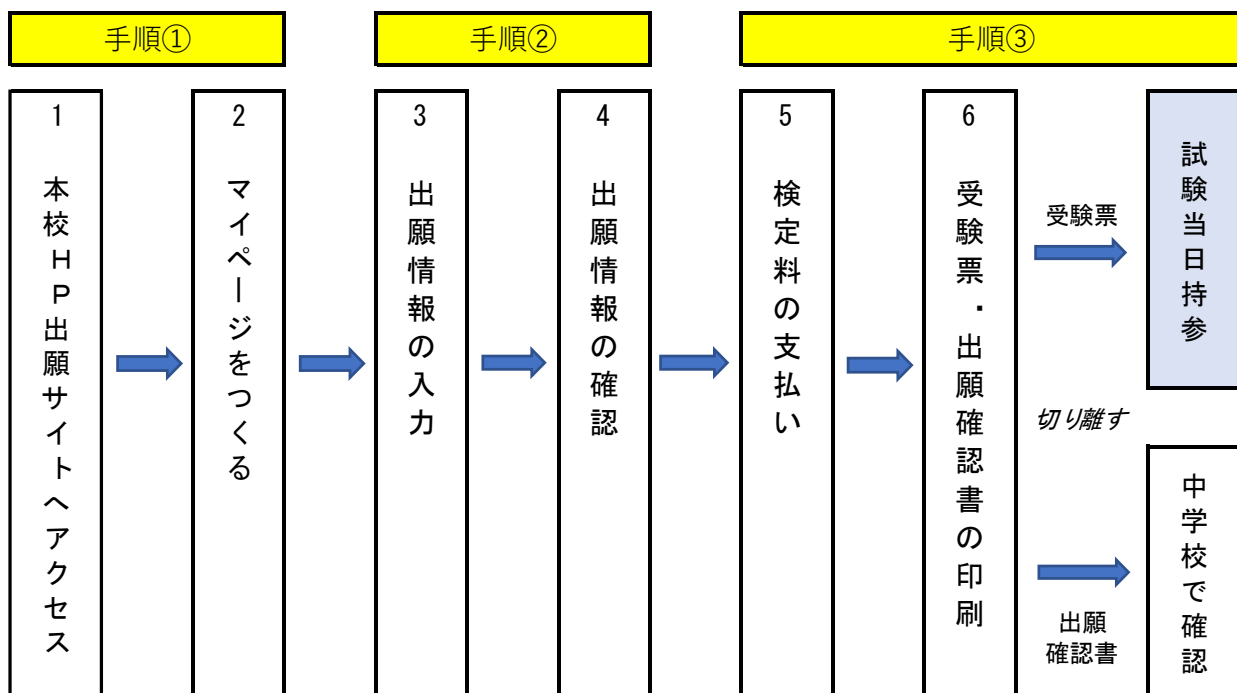 手順①
手順②
手順③
1
本校HP出願サイトへアクセス
2
マイページをつくる
3
出願情報の入力
4
出願情報の確認
5
検定料の支払い
6
受験票・出願確認書の印刷
受験票
試験当日持参
切り離す
出願
確認書
中学校で確認